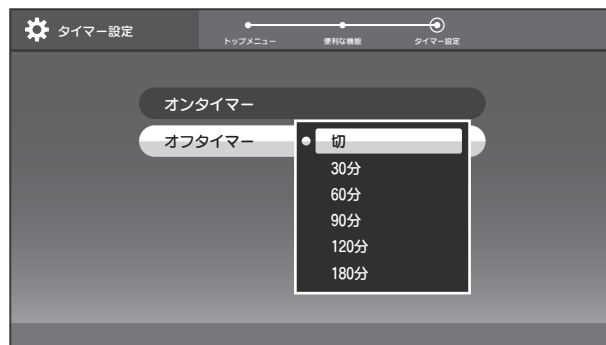 タイマー設定
トップメニュー 便利な機能 タイマー設定
オンタイマー
オフタイマー 切
30分
60分
90分
120分
180分